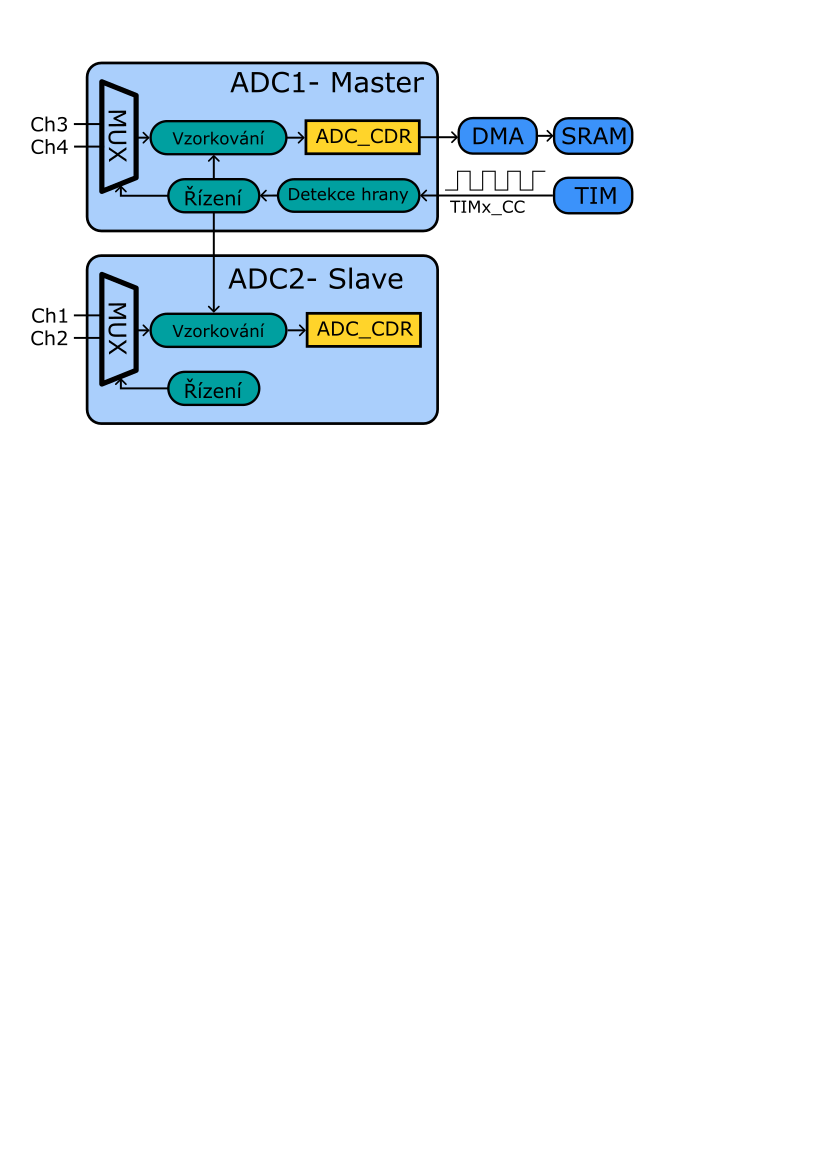 ADC1- Master
Ch3
Ch4
MUX
Vzorkování
ADC_CDR
DMA
SRAM
Řízení
Detekce hrany
TIMx_CC
TIM
ADC2- Slave
Ch1
Ch2
MUX
Vzorkování
ADC_CDR
Řízení